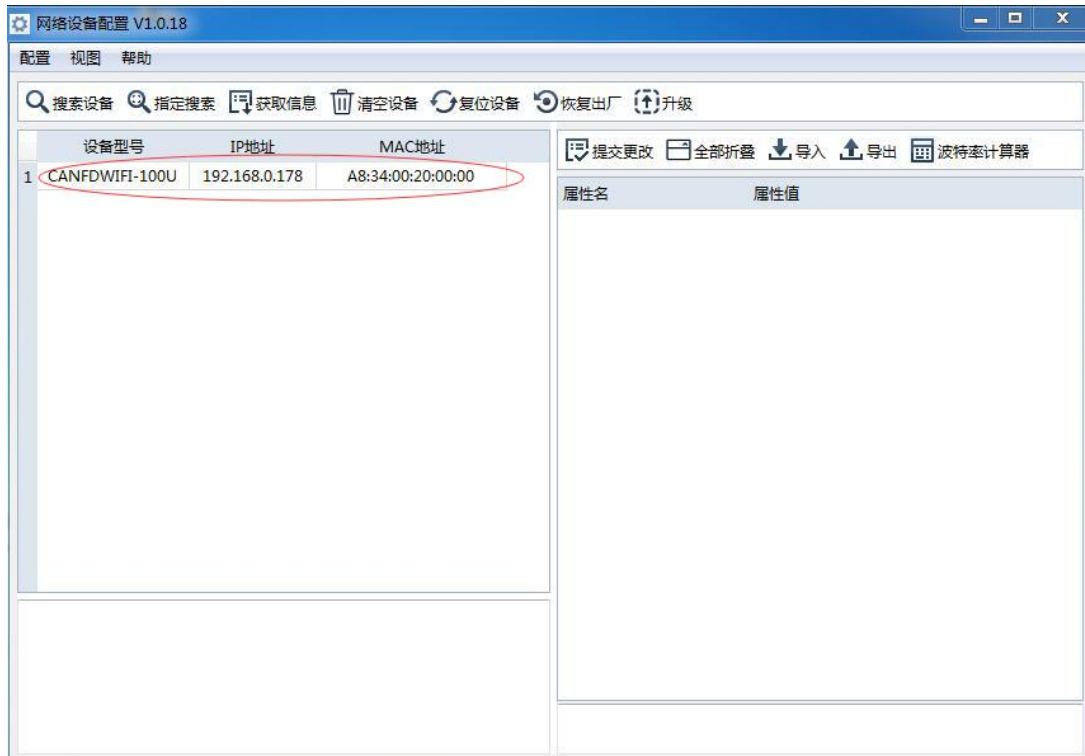 网络设备配置 V1.0.18
配置 视图 帮助
搜索设备 指定搜索 获取信息 清空设备 复位设备 恢复出厂 升级
设备型号 IP地址 MAC地址
1 CANFDWIFI-100U 192.168.0.178 A8:34:00:20:00:00
提交更改 全部折叠 导入 导出 波特率计算器
属性名 属性值